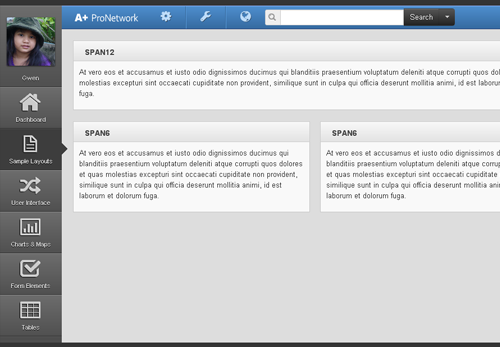 A+ ProNetwork
Search
Gwen
Dashboard
Sample Layouts
User Interface
Charts & Maps
Form Elements
Tables
SPAN12
At vero eos et accusamus et iusto odio dignissimos ducimus qui blanditiis praesentium voluptatum deleniti atque corrupti quos dol
molestias excepturi sint occaecati cupiditate non provident, similique sunt in culpa qui officia deserunt mollitia animi, id est laborum
fuga.
SPAN6
At vero eos et accusamus et iusto odio dignissimos ducimus qui
blanditiis praesentium voluptatum deleniti atque corrupti quos dolores
et quas molestias excepturi sint occaecati cupiditate non provident,
similique sunt in culpa qui officia deserunt mollitia animi, id est
laborum et dolorum fuga.
SPAN6
At vero eos et accusamus et iusto odio dignissimos
blanditiis praesentium voluptatum deleniti atque corrup
et quas molestias excepturi sint occaecati cupiditate
similique sunt in culpa qui officia deserunt mollitia ani
laborum et dolorum fuga.